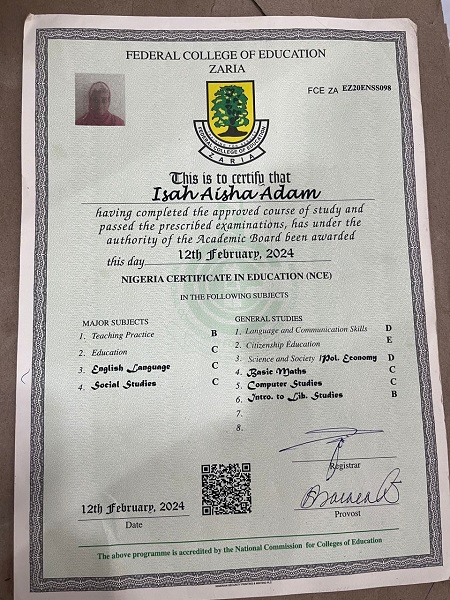 FEDERAL COLLEGE OF EDUCATION
ZARIA
FCE ZA EZ20ENSS098
FEDERAL COLLEGE OF EDUCATION
ZARIA
This is to certify that
Isah Aisha Adam
having completed the approved course of study and
passed the prescribed examinations, has under the
authority of the Academic Board been awarded
this day 12th February, 2024
NIGERIA CERTIFICATE IN EDUCATION (NCE)
IN THE FOLLOWING SUBJECTS
MAJOR SUBJECTS
1. Teaching Practice B
2. Education C
3. English Language C
4. Social Studies C
GENERAL STUDIES
1. Language and Communication Skills D
2. Citizenship Education E
3. Science and Society /Pol. Economy D
4. Basic Maths C
5. Computer Studies C
6. Intro. to Lib. Studies B
7.
8.
Registrar
Provost
12th February, 2024
Date
The above programme is accredited by the National Commission for Colleges of Education